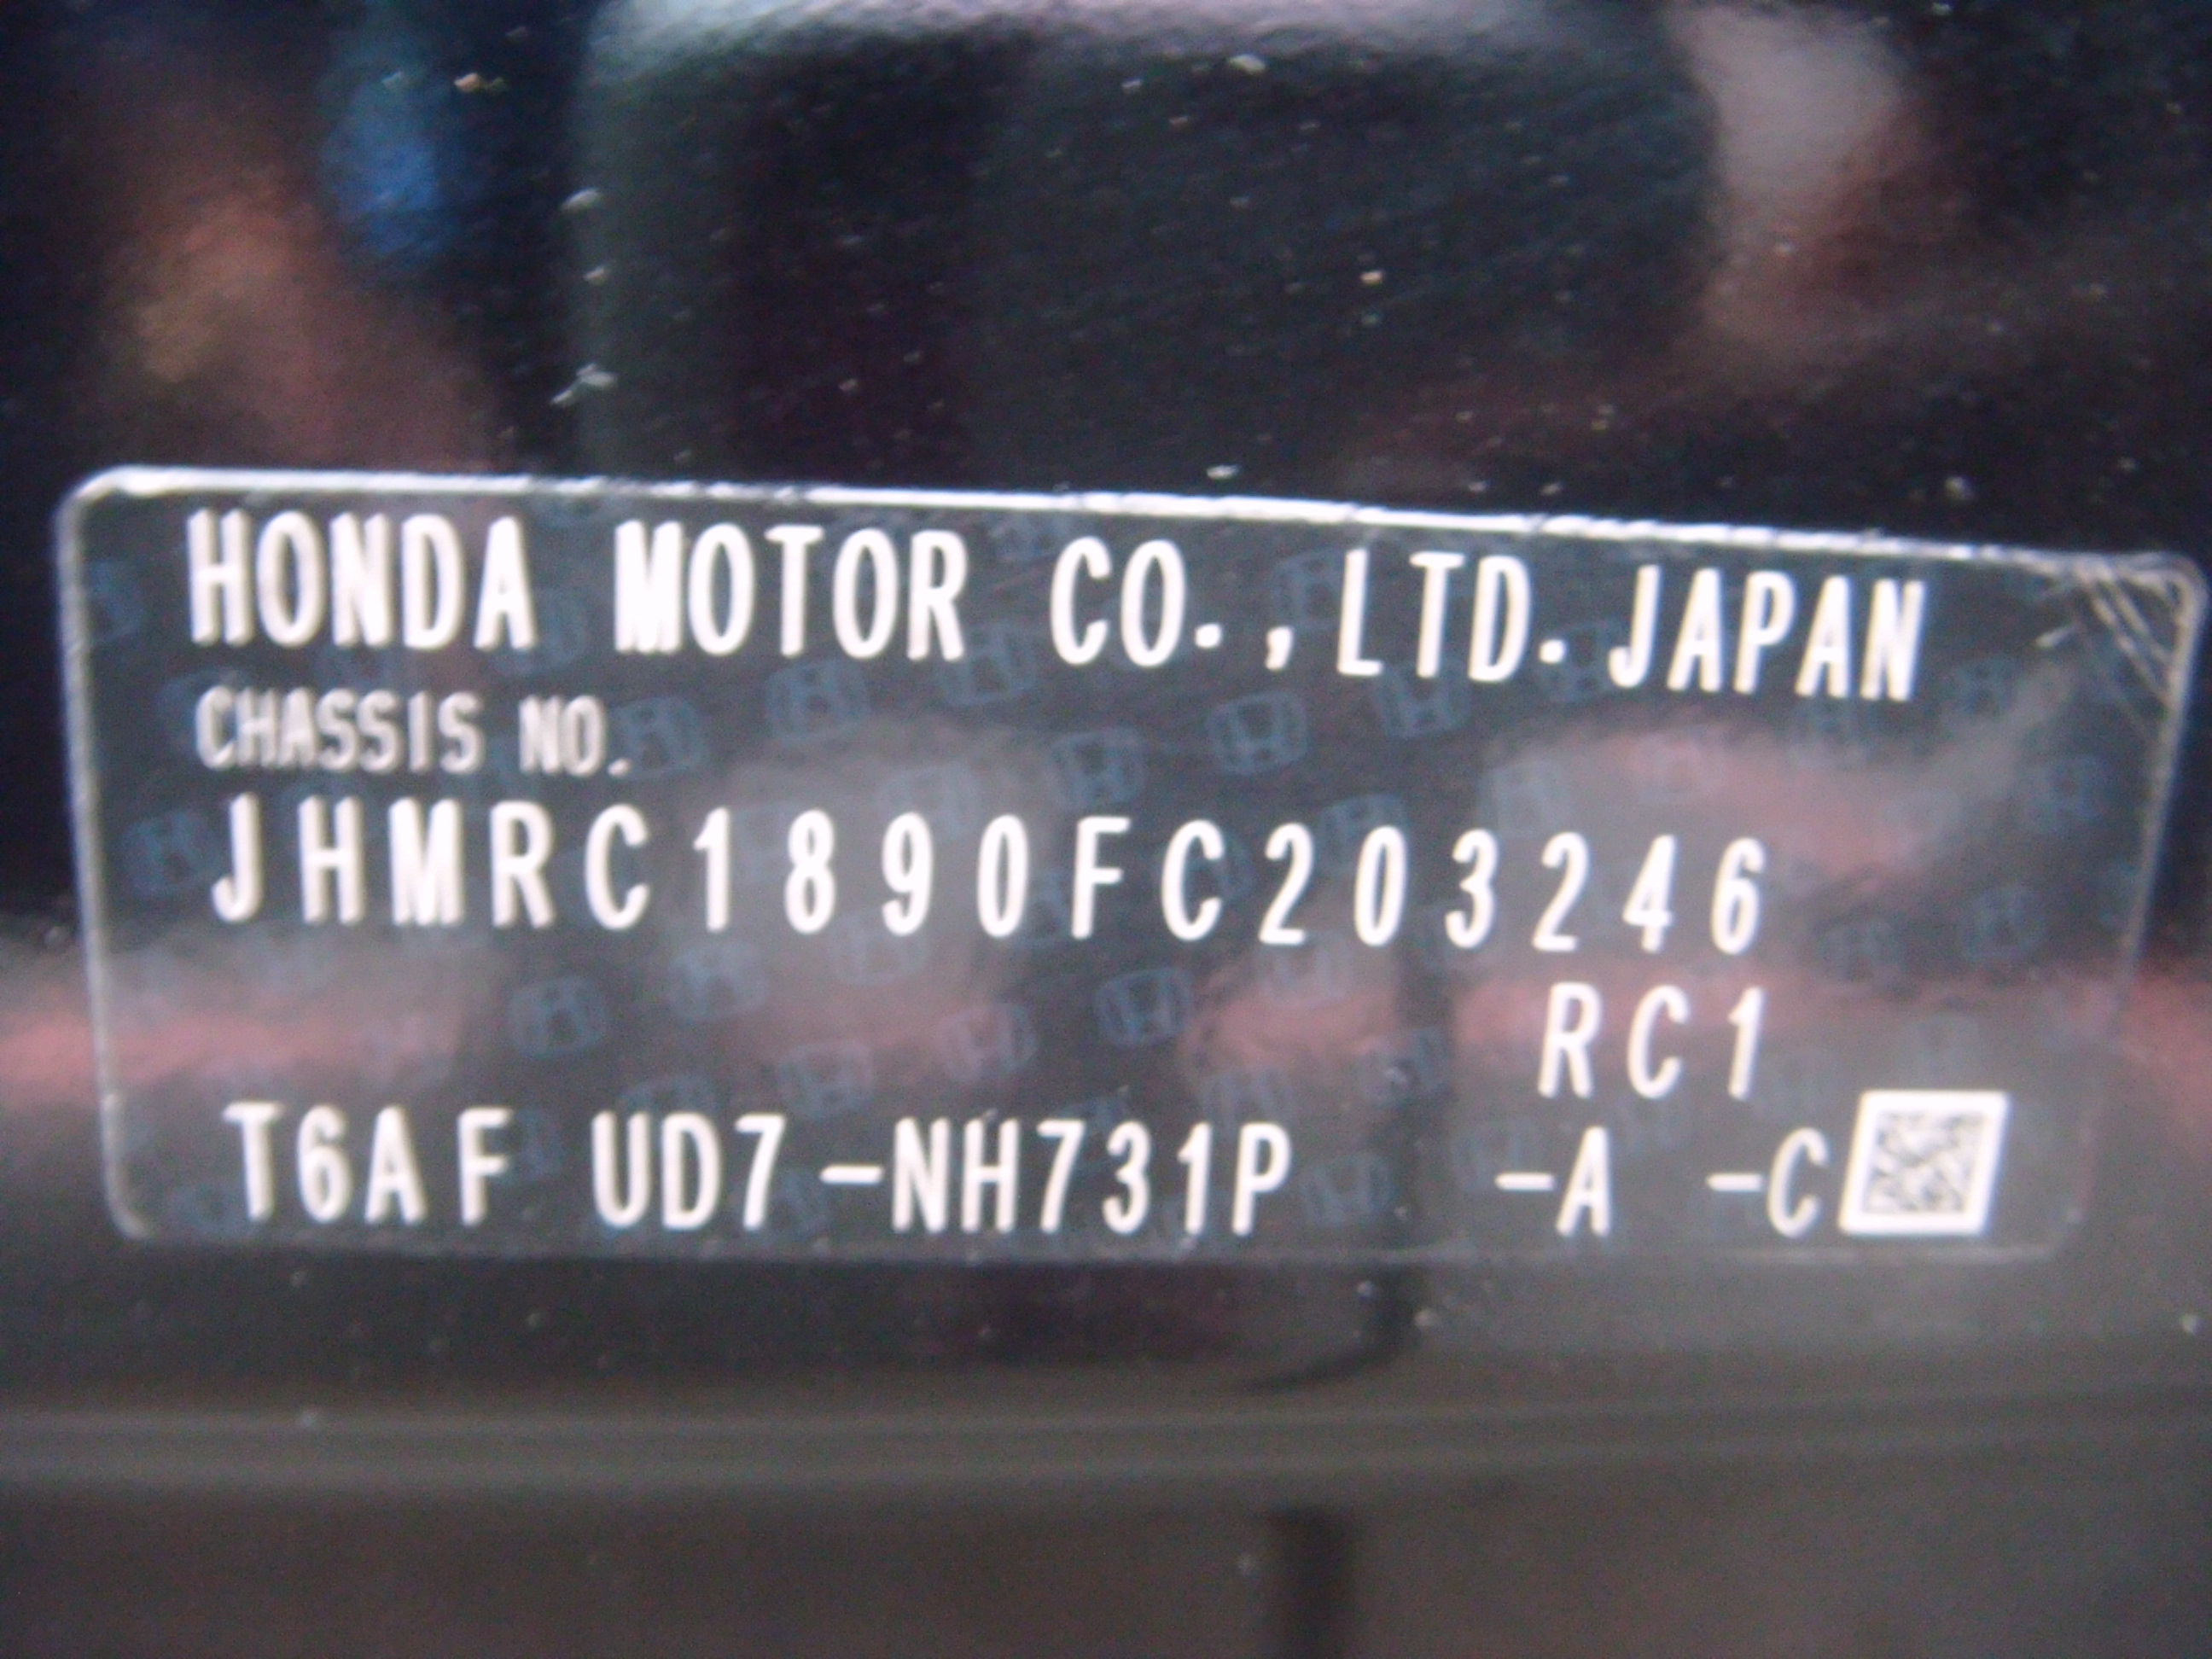 HONDA MOTOR CO.,LTD.JAPAN
CHASSIS NO.
JHMRC1890FC203246
RC1
T6AF UD7-NH731P -A -C